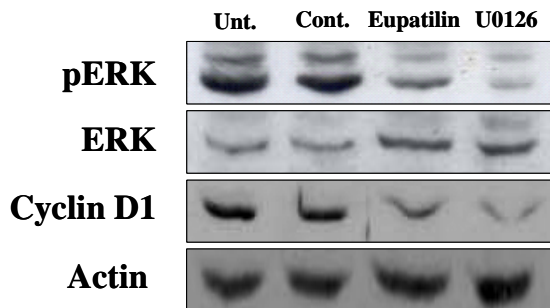 Unt. Cont. Eupatilin U0126
pERK
ERK
Cyclin D1
Actin